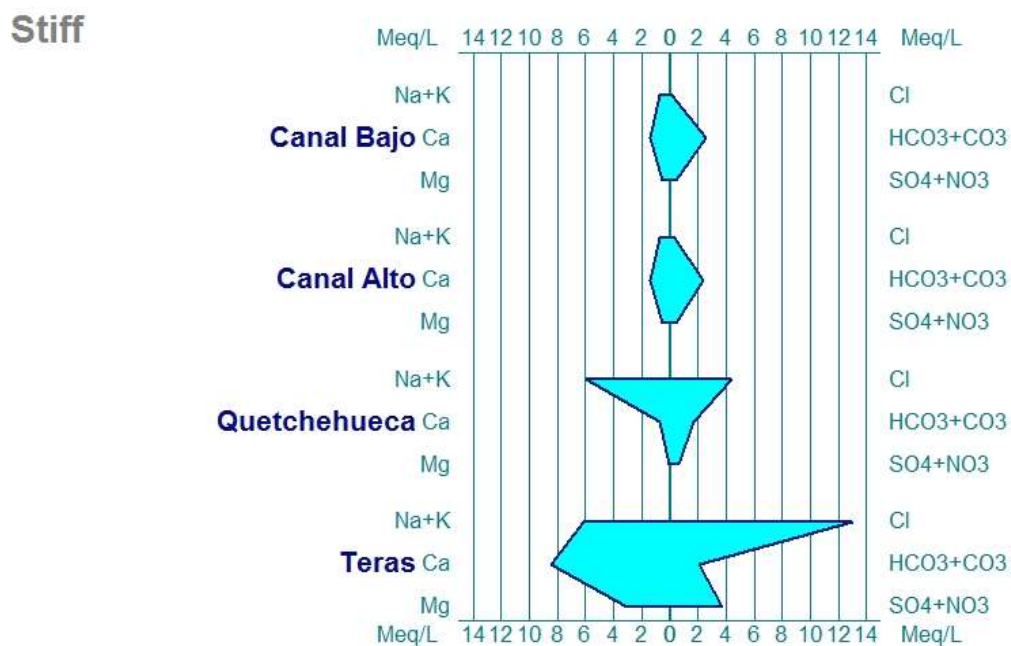 Stiff
Meq/L 14 12 10 8 6 4 2 0 2 4 6 8 10 12 14 Meq/L
Na+K Cl
Canal Bajo Ca HCO3+CO3
Mg SO4+NO3
Na+K Cl
Canal Alto Ca HCO3+CO3
Mg SO4+NO3
Na+K Cl
Quetchehueca Ca HCO3+CO3
Mg SO4+NO3
Na+K Cl
Teras Ca HCO3+CO3
Mg SO4+NO3
Meq/L 14 12 10 8 6 4 2 0 2 4 6 8 10 12 14 Meq/L